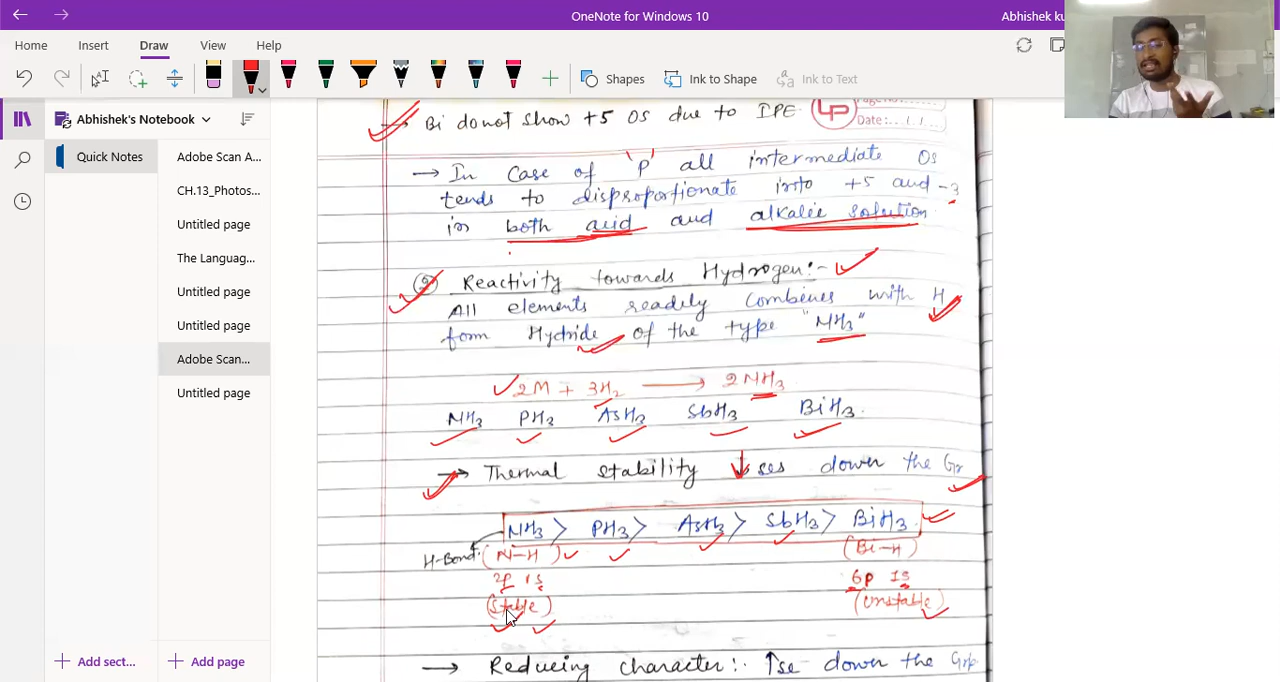 OneNote for Windows 10
Abhishek ku
Home Insert Draw View Help
Shapes Ink to Shape Ink to Text
Abhishek's Notebook
Quick Notes
Adobe Scan A...
CH.13_Photos...
Untitled page
The Languag...
Untitled page
Untitled page
Adobe Scan...
Untitled page
Add sect... Add page
Date:
→ Bi donot show +5 OS due to IPE
→ In Case of 'P' all intermediate OS
tends to disproportionate into +5 and -3
in both acid and alkalie solution
② Reactivity towards Hydrogen:-
All elements readily Combines with H
form Hydride of the type "MH₃"
2M + 3H₂ → 2MH₃
NH₃ PH₃ AsH₃ SbH₃ BiH₃
→ Thermal stability ↓ses down the Gr
NH₃ > PH₃ > AsH₃ > SbH₃ > BiH₃
H-Bond (N-H) (Bi-H)
2p 1s 6p 1s
(Stable) (Unstable)
→ Reducing character:- ↑se down the Grp